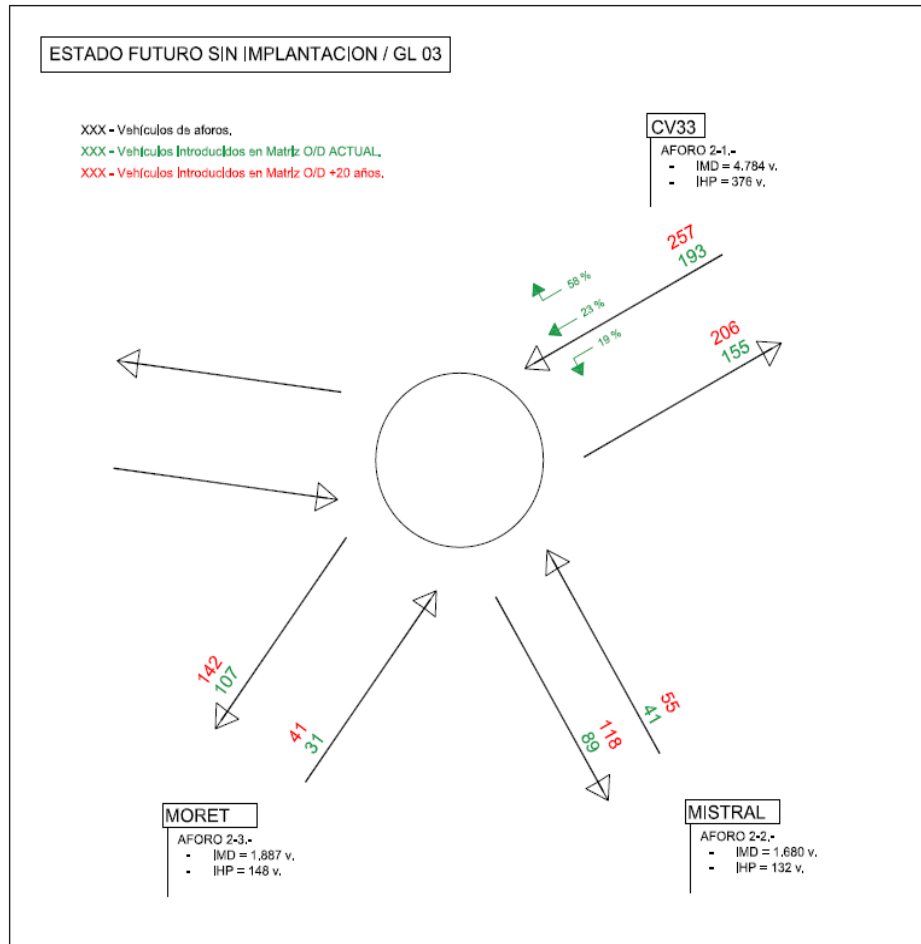 ESTADO FUTURO SIN IMPLANTACION / GL 03
XXX - Vehículos de aforos.
XXX - Vehículos Introducidos en Matriz O/D ACTUAL.
XXX - Vehículos Introducidos en Matriz O/D +20 años.
CV33
AFORO 2-1.-
- IMD = 4.784 v.
- IHP = 376 v.
257
193
58 %
23 %
19 %
206
155
142
107
41
31
118
89
55
41
MORET
AFORO 2-3.-
- IMD = 1.887 v.
- IHP = 148 v.
MISTRAL
AFORO 2-2.-
- IMD = 1.680 v.
- IHP = 132 v.